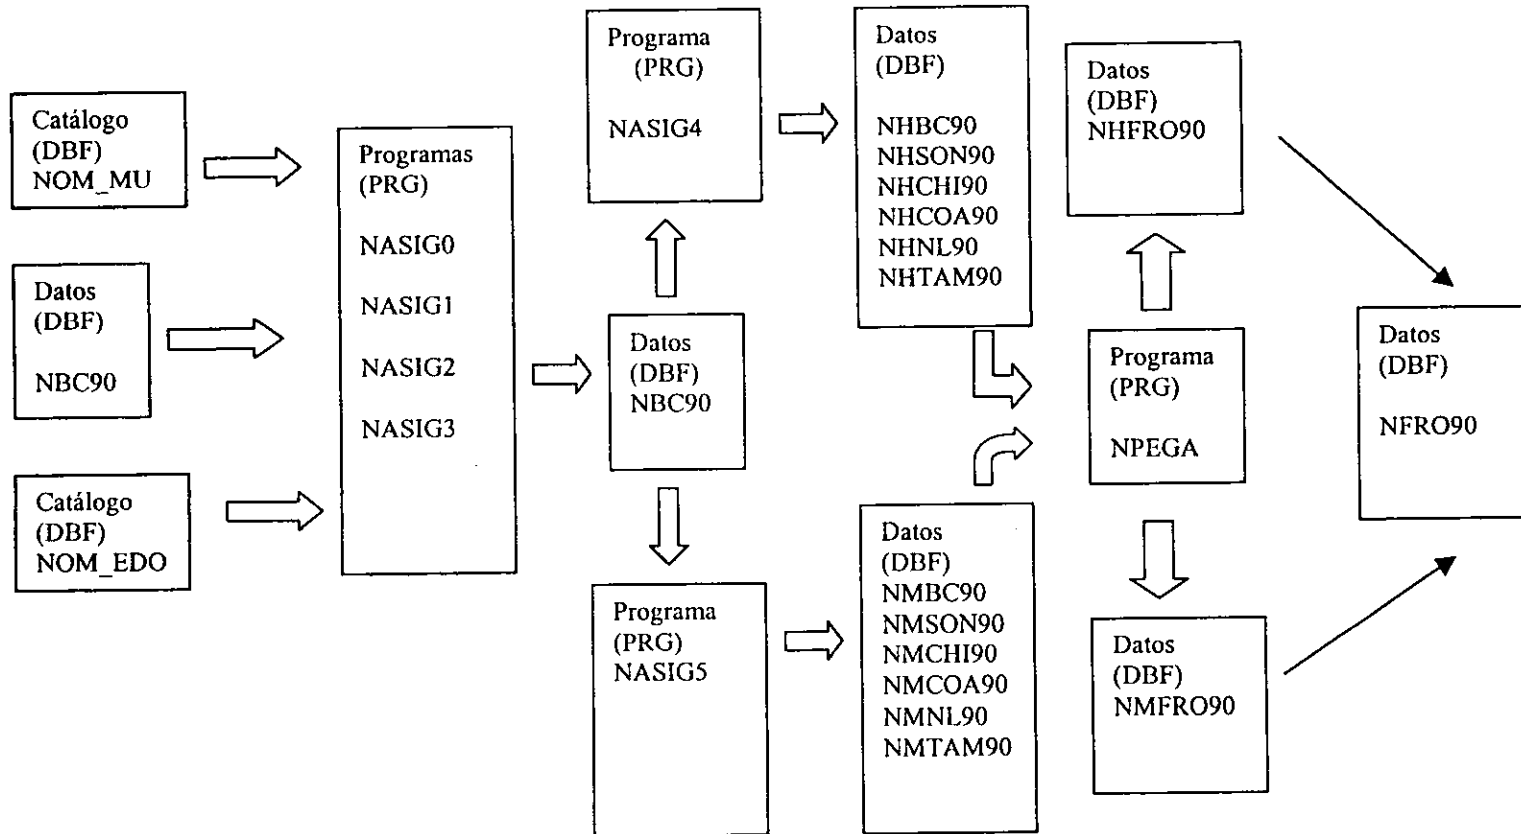 Catálogo
(DBF)
NOM_MU
Datos
(DBF)
NBC90
Catálogo
(DBF)
NOM_EDO
Programas
(PRG)
NASIG0
NASIG1
NASIG2
NASIG3
Programa
(PRG)
NASIG4
Datos
(DBF)
NBC90
Programa
(PRG)
NASIG5
Datos
(DBF)
NHBC90
NHSON90
NHCHI90
NHCOA90
NHNL90
NHTAM90
Datos
(DBF)
NMBC90
NMSON90
NMCHI90
NMCOA90
NMNL90
NMTAM90
Datos
(DBF)
NHFRO90
Programa
(PRG)
NPEGA
Datos
(DBF)
NMFRO90
Datos
(DBF)
NFRO90